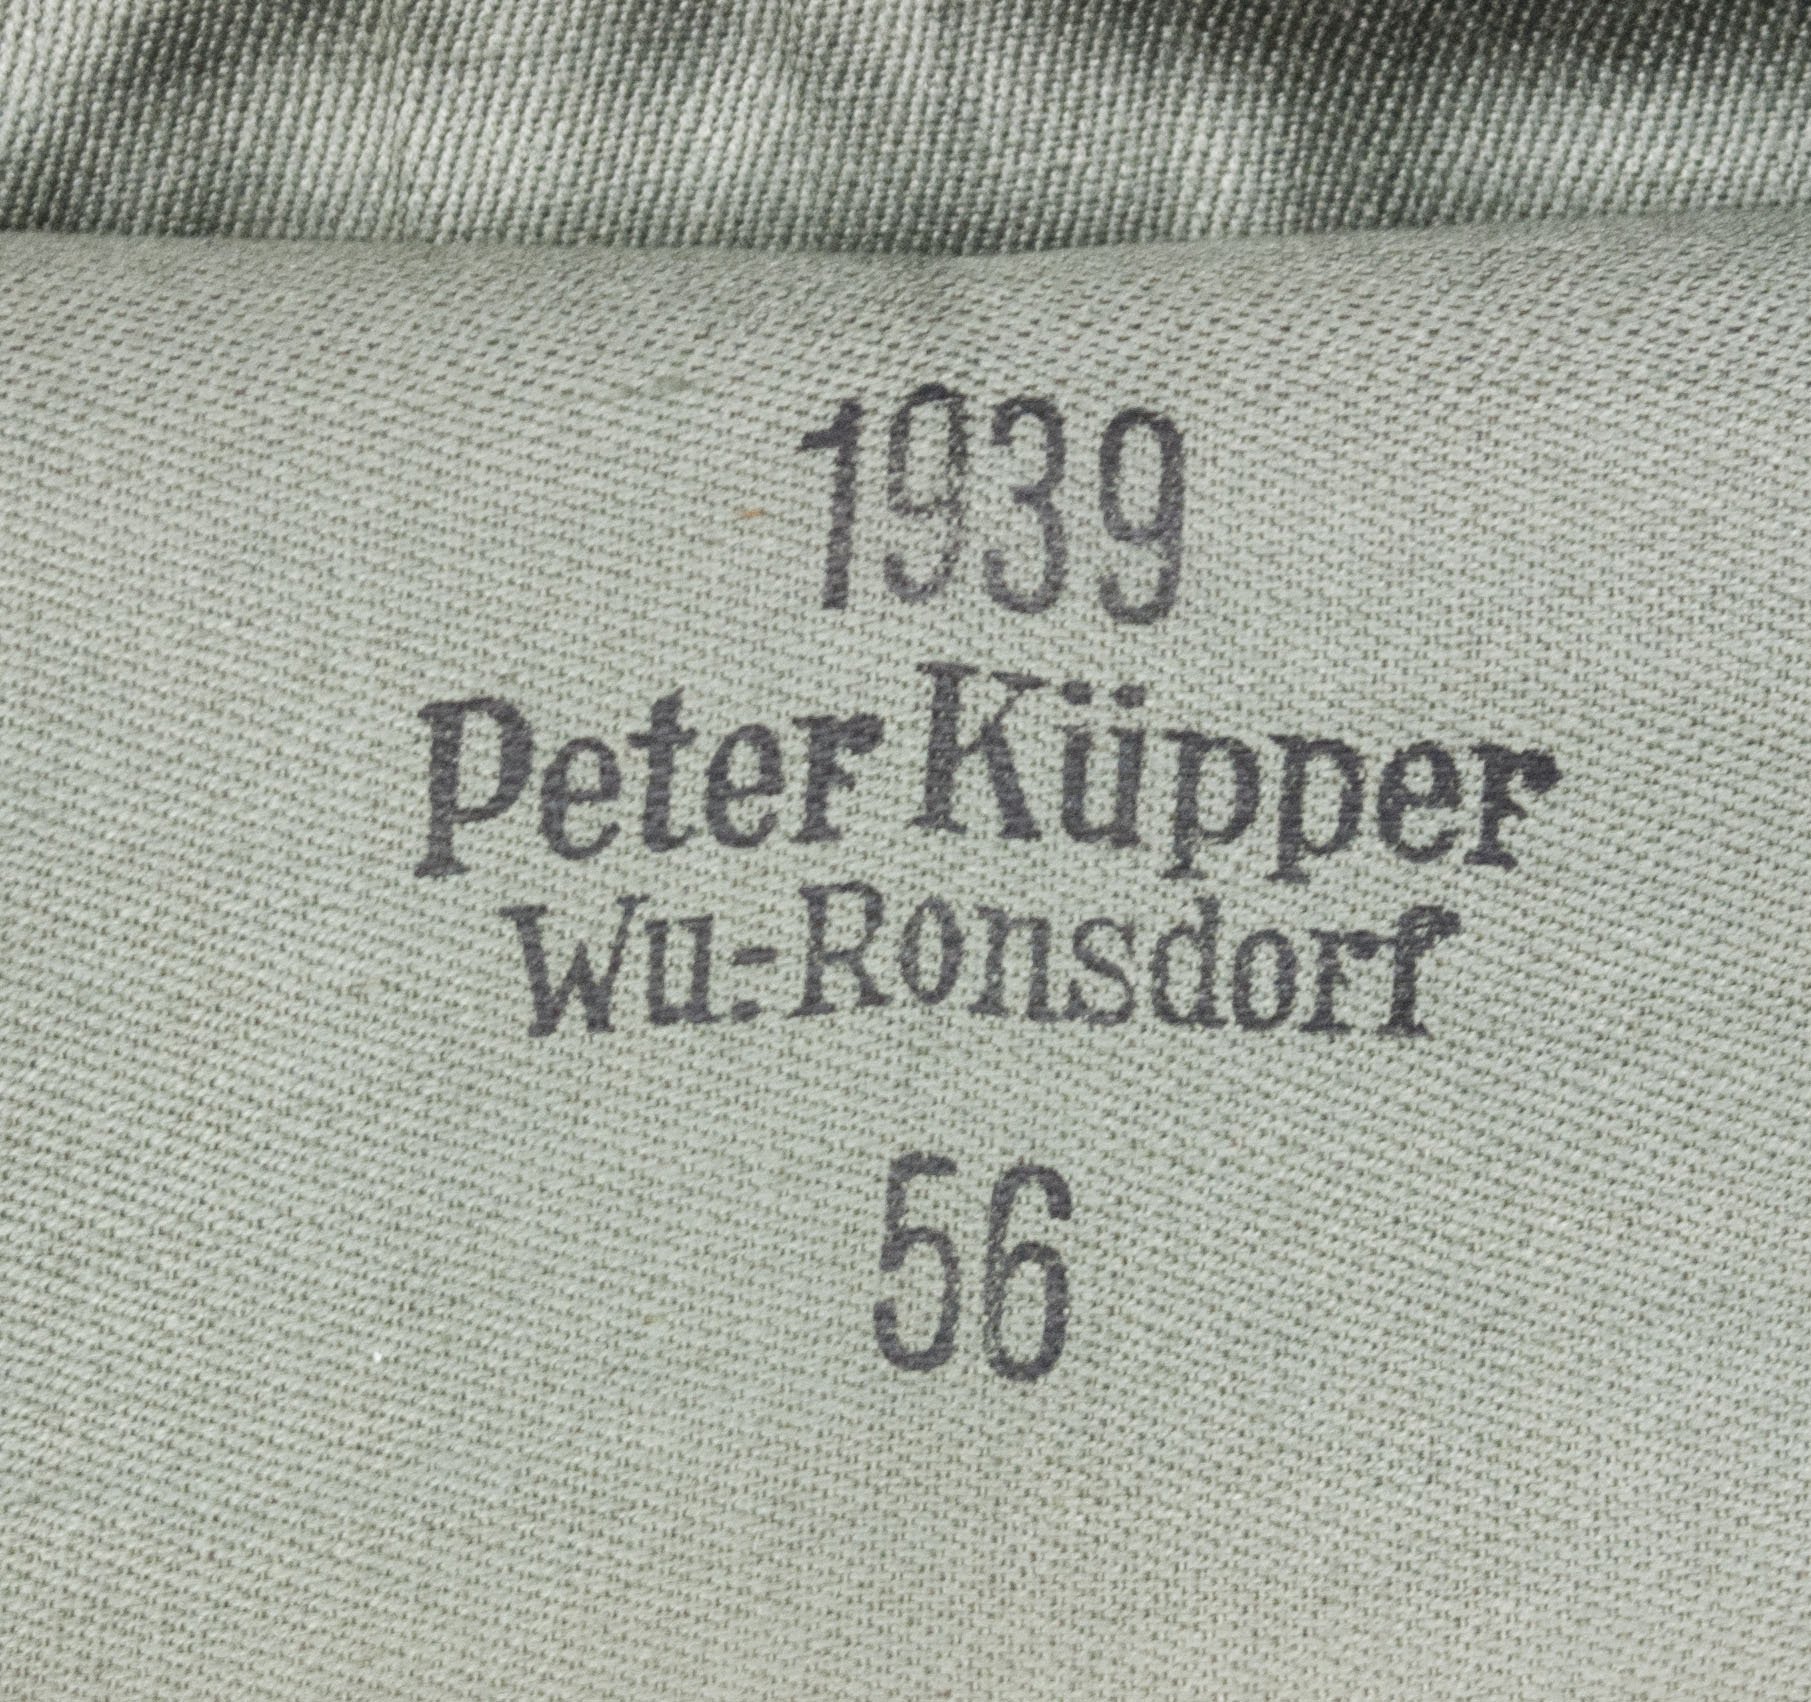 1939
Peter Küpper
Wu.-Ronsdorf
56